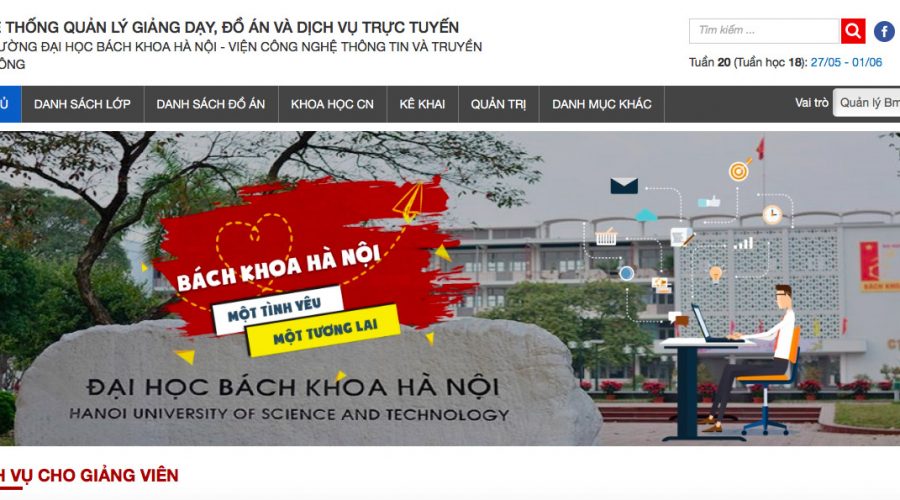 THỐNG QUẢN LÝ GIẢNG DẠY, ĐỒ ÁN VÀ DỊCH VỤ TRỰC TUYẾN
ƯỜNG ĐẠI HỌC BÁCH KHOA HÀ NỘI - VIỆN CÔNG NGHỆ THÔNG TIN VÀ TRUYỀN
ÔNG
Tìm kiếm ...
f
Tuần 20 (Tuần học 18): 27/05 - 01/06
Ủ DANH SÁCH LỚP DANH SÁCH ĐỒ ÁN KHOA HỌC CN KÊ KHAI QUẢN TRỊ DANH MỤC KHÁC Vai trò Quản lý Bm
BÁCH KHOA HÀ NỘI
MỘT TÌNH YÊU
MỘT TƯƠNG LAI
BÁCH KHOA
C1
ĐẠI HỌC BÁCH KHOA HÀ NỘI
HANOI UNIVERSITY OF SCIENCE AND TECHNOLOGY
H VỤ CHO GIẢNG VIÊN